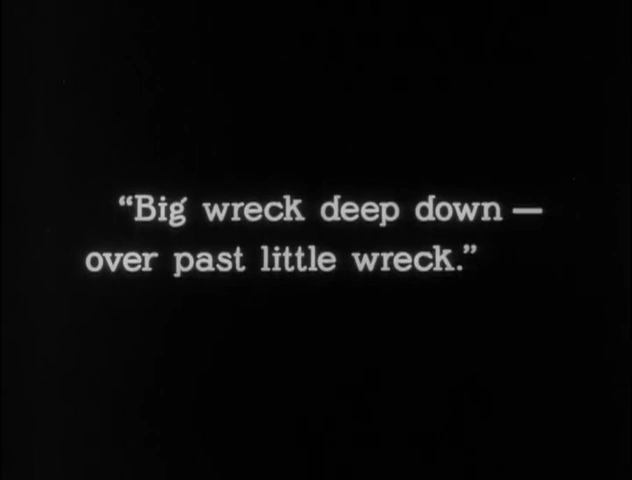 “Big wreck deep down —
over past little wreck.”